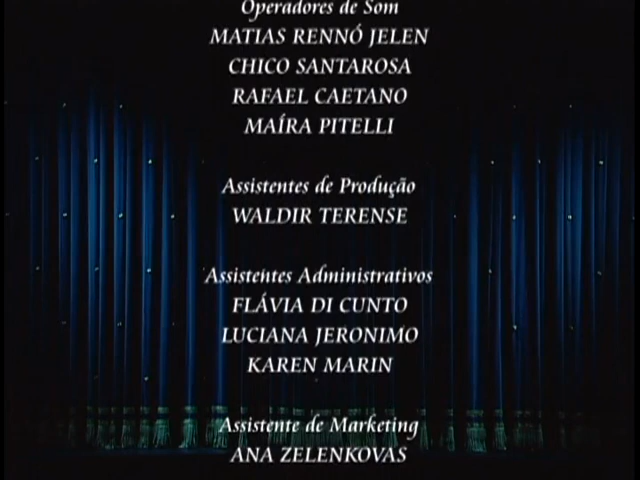 Operadores de Som
MATIAS RENNÓ JELEN
CHICO SANTAROSA
RAFAEL CAETANO
MAÍRA PITELLI
Assistentes de Produção
WALDIR TERENSE
Assistentes Administrativos
FLÁVIA DI CUNTO
LUCIANA JERONIMO
KAREN MARIN
Assistente de Marketing
ANA ZELENKOVAS